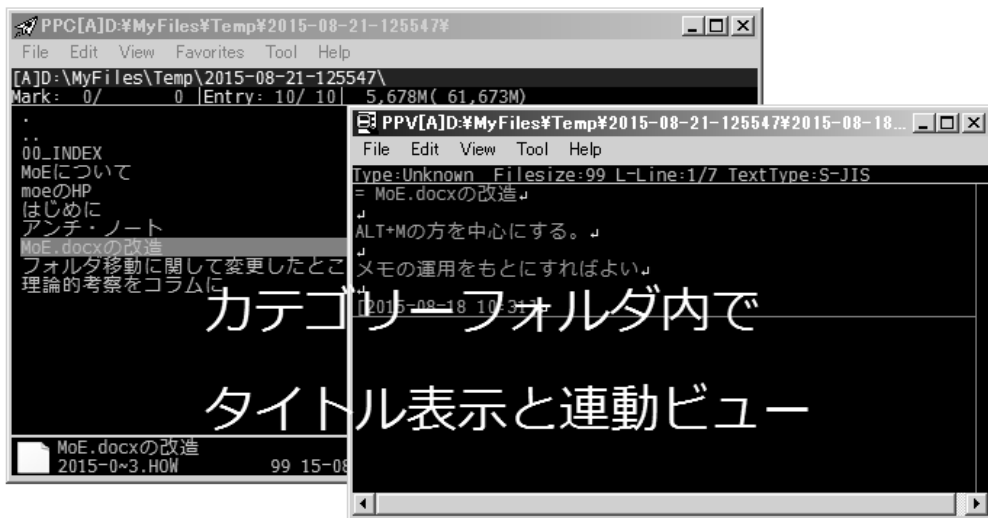 PPC[A]D:¥MyFiles¥Temp¥2015-08-21-125547¥
File Edit View Favorites Tool Help
[A]D:\MyFiles\Temp\2015-08-21-125547\
Mark: 0/ 0 |Entry: 10/ 10| 5,678M( 61,673M)
.
..
00_INDEX
MoEについて
moeのHP
はじめに
アンチ・ノート
MoE.docxの改造
フォルダ移動に関して変更したとこ
理論的考察をコラムに
MoE.docxの改造
2015-0~3.HOW 99 15-08
PPV[A]D:¥MyFiles¥Temp¥2015-08-21-125547¥2015-08-18...
File Edit View Tool Help
Type:Unknown Filesize:99 L-Line:1/7 TextType:S-JIS
= MoE.docxの改造↵
↵
ALT+Mの方を中心にする。↵
↵
メモの運用をもとにすればよい↵
↵
[2015-08-18 10:31]↵
カテゴリーフォルダ内で
タイトル表示と連動ビュー